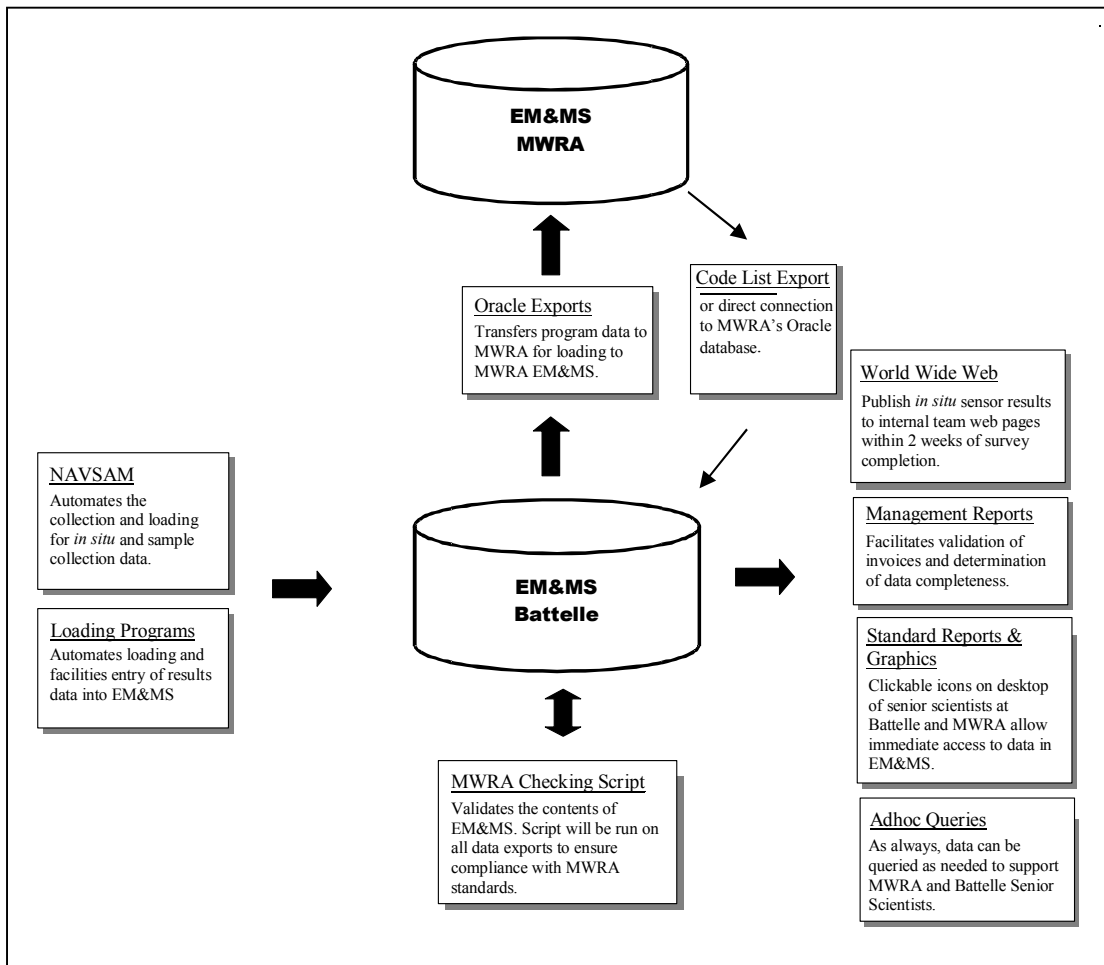 EM&MS
MWRA
Oracle Exports
Transfers program data to
MWRA for loading to
MWRA EM&MS.
Code List Export
or direct connection
to MWRA’s Oracle
database.
World Wide Web
Publish in situ sensor results
to internal team web pages
within 2 weeks of survey
completion.
NAVSAM
Automates the
collection and loading
for in situ and sample
collection data.
Management Reports
Facilitates validation of
invoices and determination
of data completeness.
EM&MS
Battelle
Loading Programs
Automates loading and
facilities entry of results
data into EM&MS
Standard Reports &
Graphics
Clickable icons on desktop
of senior scientists at
Battelle and MWRA allow
immediate access to data in
EM&MS.
MWRA Checking Script
Validates the contents of
EM&MS. Script will be run on
all data exports to ensure
compliance with MWRA
standards.
Adhoc Queries
As always, data can be
queried as needed to support
MWRA and Battelle Senior
Scientists.